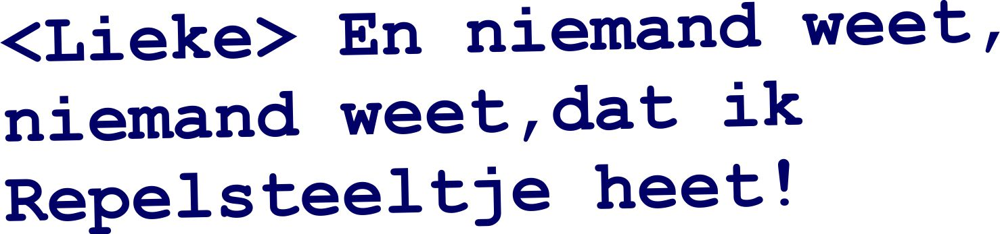 <Lieke> En niemand weet,
niemand weet,dat ik
Repelsteeltje heet!